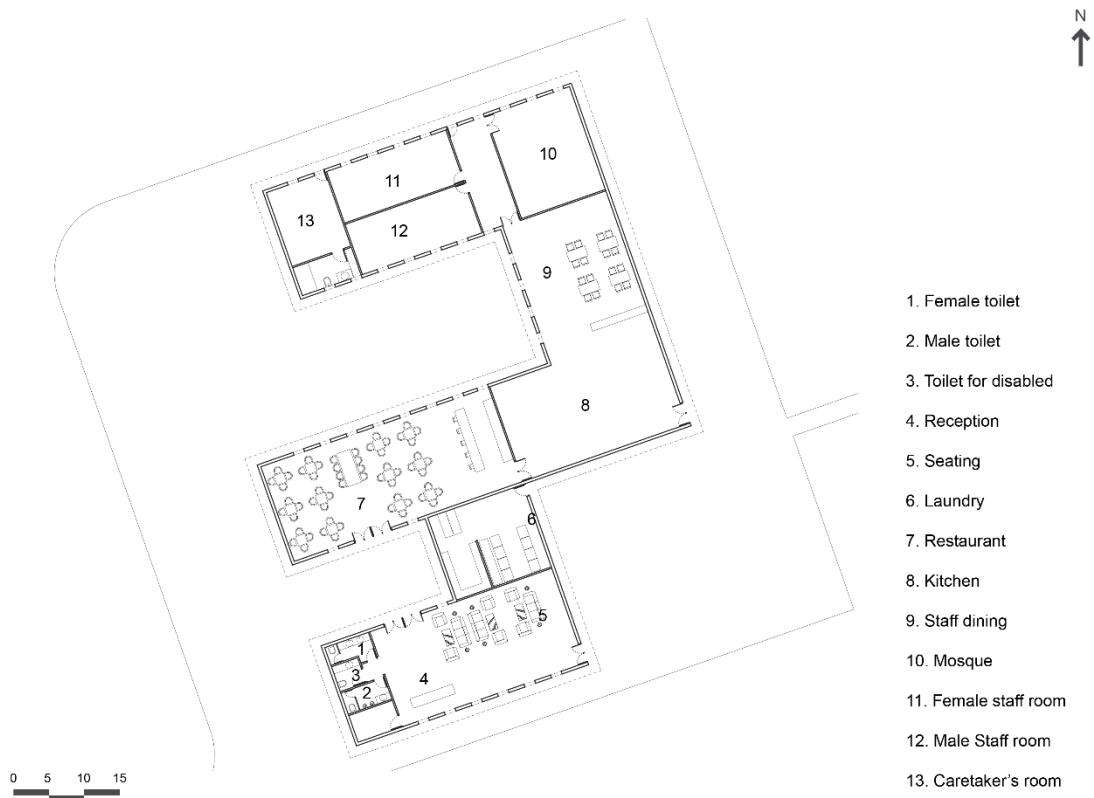 N
10
11
13
12
9
8
7
6
5
1
3
2
4
1. Female toilet
2. Male toilet
3. Toilet for disabled
4. Reception
5. Seating
6. Laundry
7. Restaurant
8. Kitchen
9. Staff dining
10. Mosque
11. Female staff room
12. Male Staff room
13. Caretaker's room
0 5 10 15